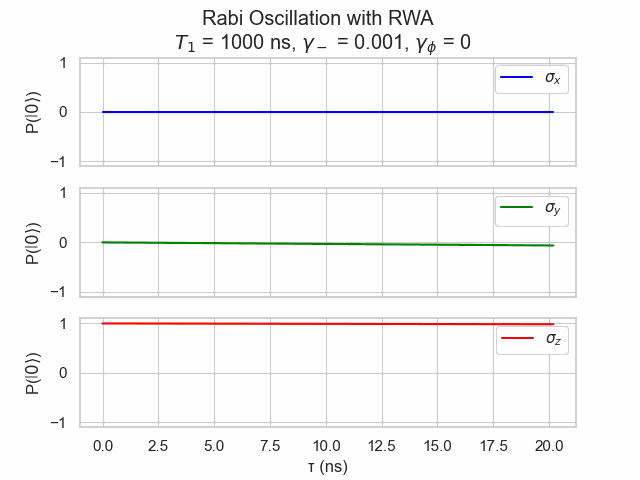 Rabi Oscillation with RWA
T₁ = 1000 ns, γ₋ = 0.001, γ_ϕ = 0
1
0
−1
P(|0⟩)
σₓ
1
0
−1
P(|0⟩)
σ_y
1
0
−1
P(|0⟩)
σ_z
0.0 2.5 5.0 7.5 10.0 12.5 15.0 17.5 20.0
τ (ns)